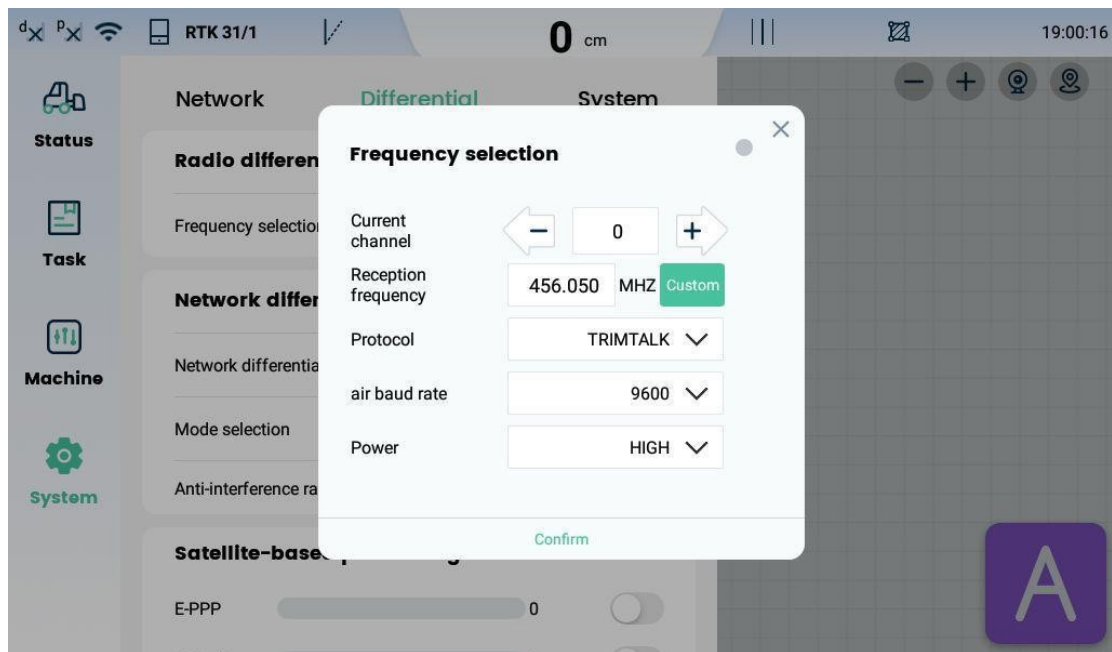 d P RTK 31/1 0 cm 19:00:16
Network Differential System
Status
Radio differen
Frequency selection
Task
Network differ
Network differentia
Machine
Mode selection
System
Anti-interference ra
Satellite-base
E-PPP 0
Frequency selection
Current
channel
0
Reception
frequency
456.050 MHZ Custom
Protocol TRIMTALK
air baud rate 9600
Power HIGH
Confirm
A